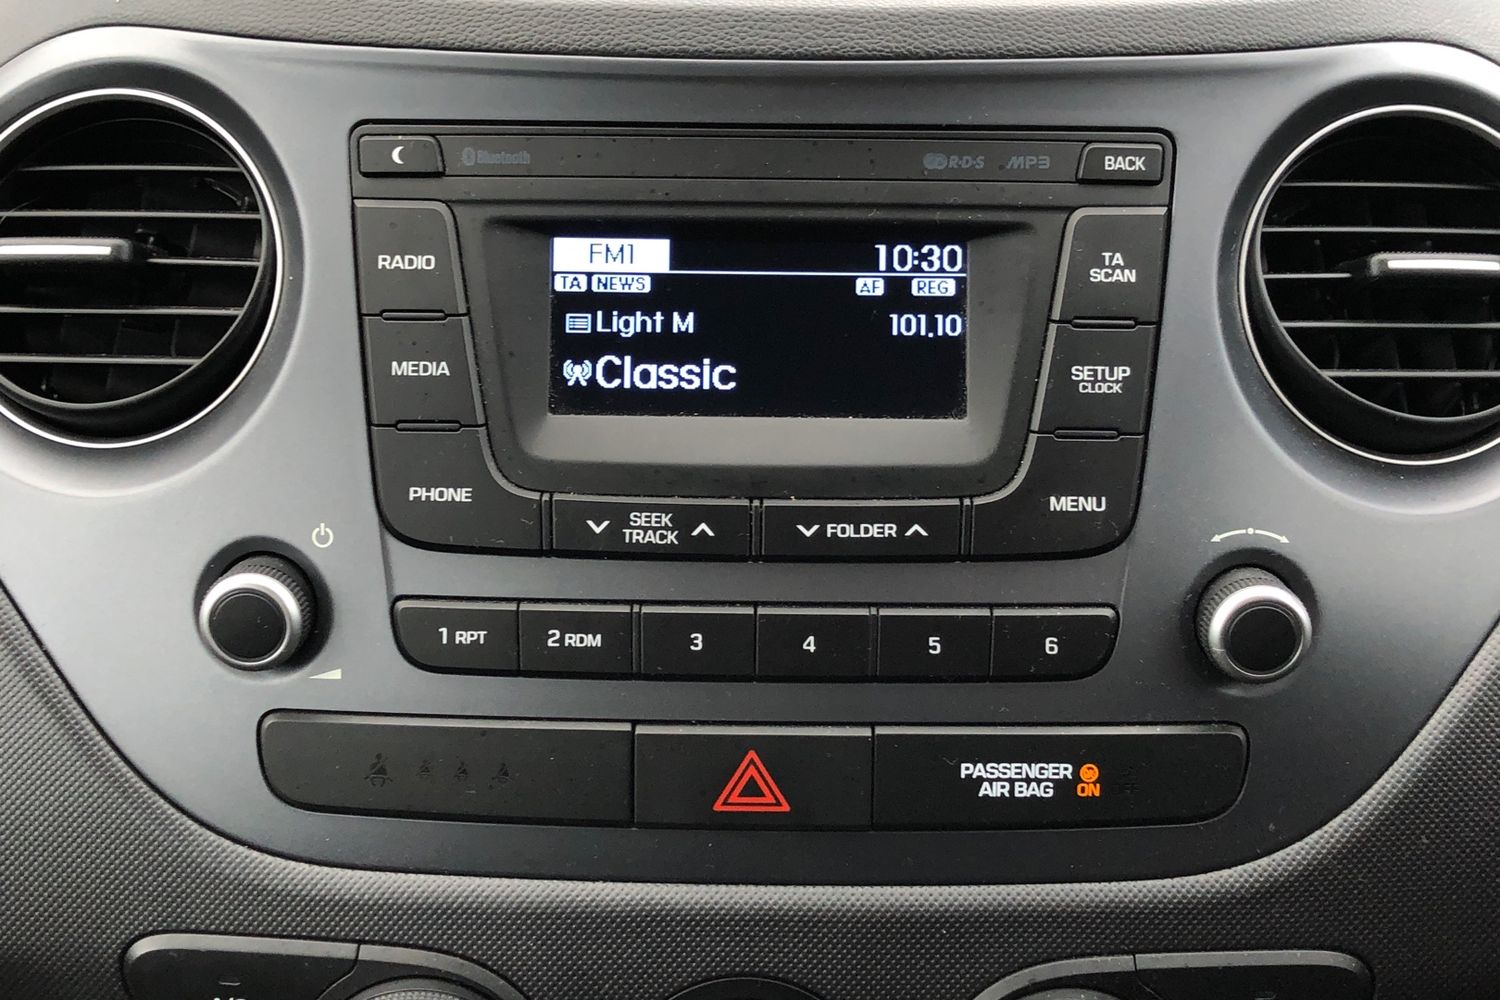 Bluetooth
R·D·S
MP3
BACK
RADIO
FM1
10:30
TA
SCAN
TA
NEWS
AF
REG
Light M
101.10
MEDIA
Classic
SETUP
CLOCK
PHONE
SEEK
TRACK
FOLDER
MENU
1 RPT
2 RDM
3
4
5
6
PASSENGER
AIR BAG
ON
OFF